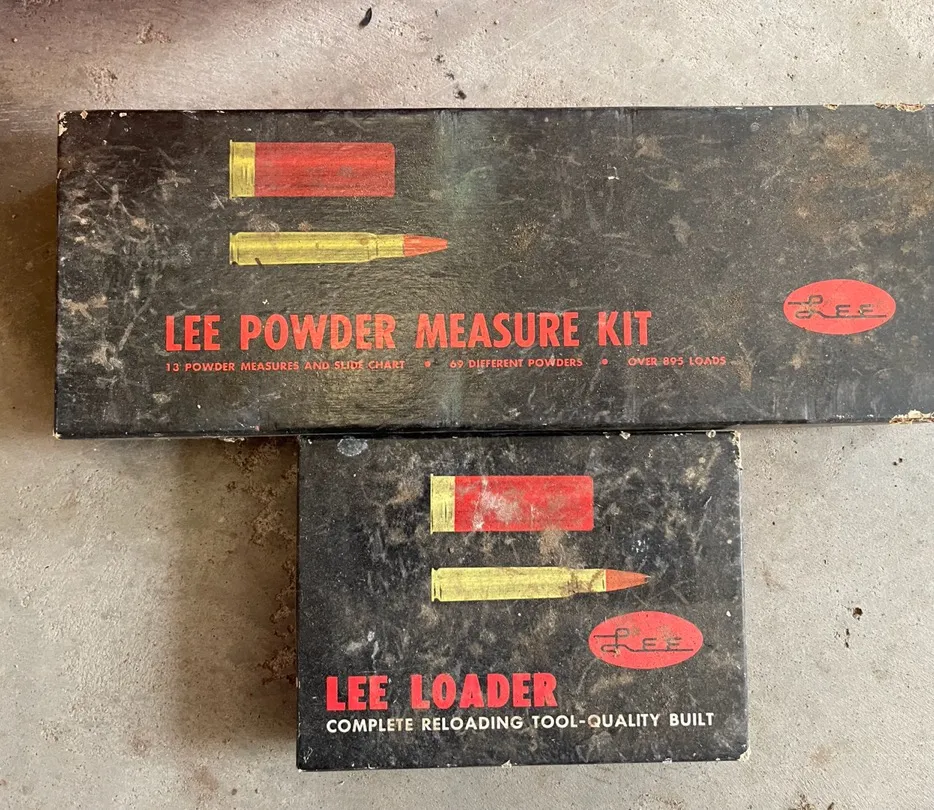 Lee
LEE POWDER MEASURE KIT
13 POWDER MEASURES AND SLIDE CHART • 69 DIFFERENT POWDERS • OVER 895 LOADS
Lee
LEE LOADER
COMPLETE RELOADING TOOL-QUALITY BUILT